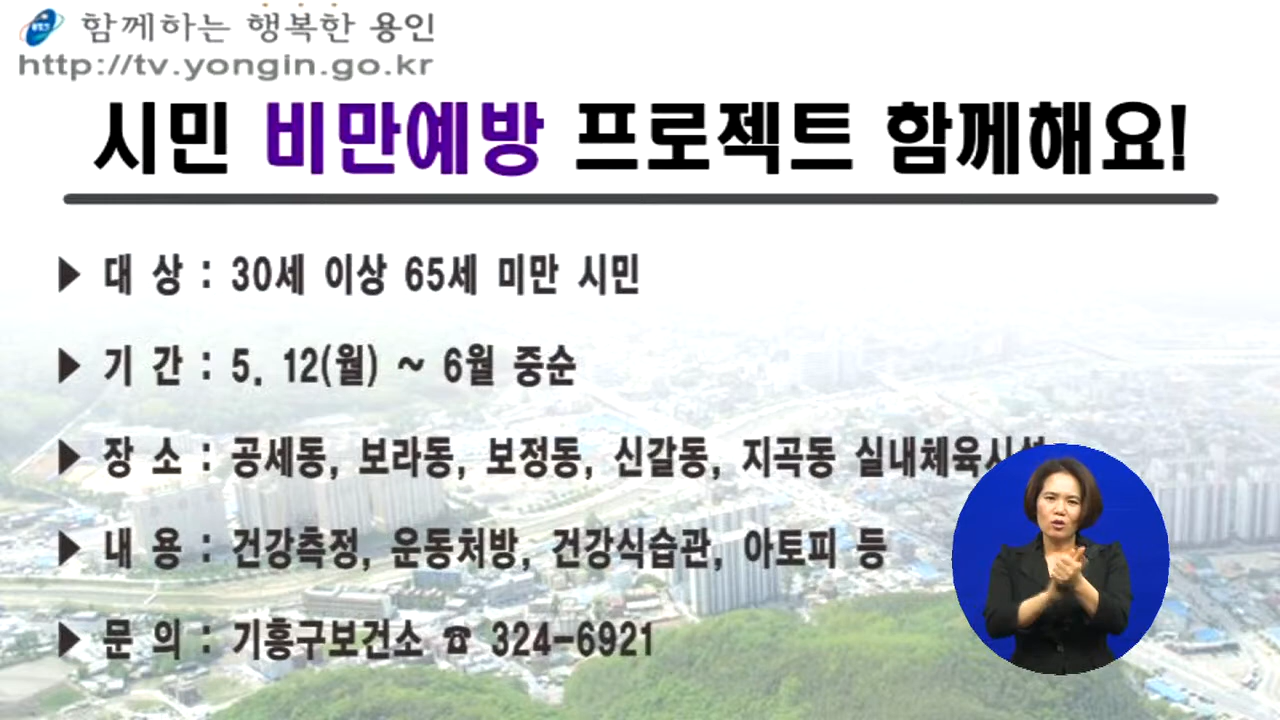 함께하는 행복한 용인
http://tv.yongin.go.kr
시민 비만예방 프로젝트 함께해요!
▶ 대 상 : 30세 이상 65세 미만 시민
▶ 기 간 : 5. 12(월) ~ 6월 중순
▶ 장 소 : 공세동, 보라동, 보정동, 신갈동, 지곡동
▶ 내 용 : 건강측정, 운동처방, 건강식습관, 아토피 등
▶ 문 의 : 기흥구보건소 ☎ 324-6921